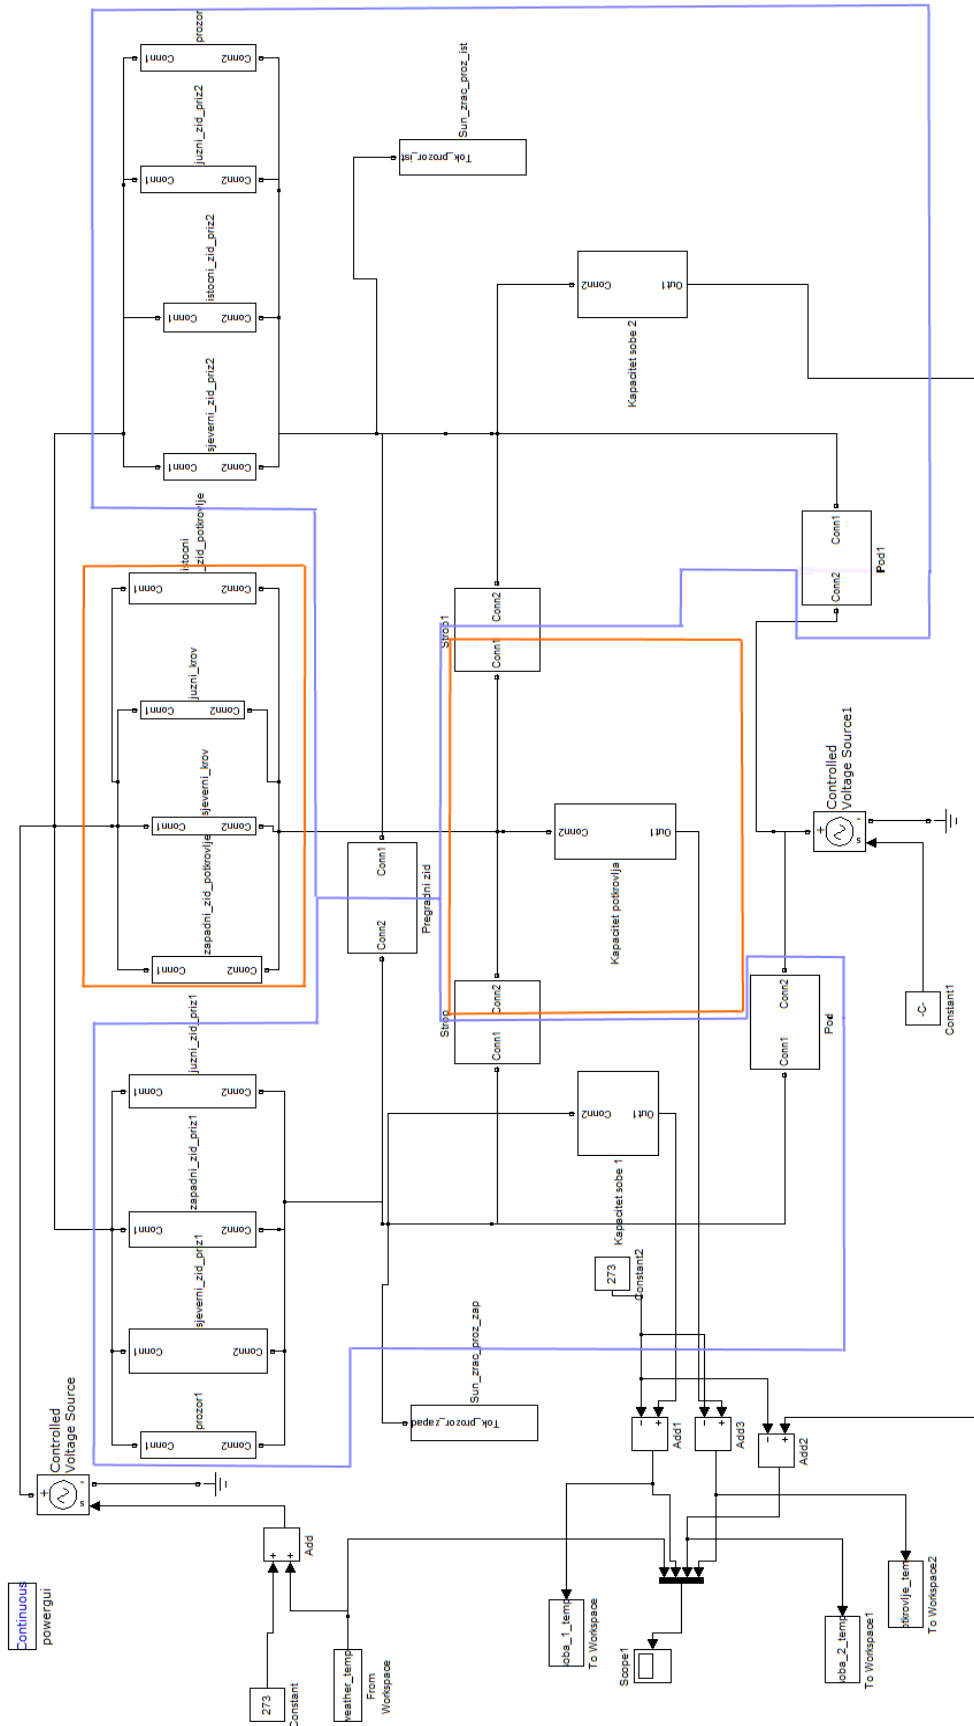 prozor
Conn1
Conn2
juzni_zid_priz2
Conn1
Conn2
istocni_zid_priz2
Conn1
Conn2
sjeverni_zid_priz2
Conn1
Conn2
Sun_zrac_proz_ist
Tok_prozor_ist
Conn2
Out1
Kapacitet sobe 2
istocni
_zid_potkrovlje
Conn1
Conn2
juzni_krov
Conn1
Conn2
sjeverni_krov
Conn1
Conn2
zapadni_zid_potkrovlje
Conn1
Conn2
Conn1
Conn2
Pregradni zid
Strop1
Conn2
Conn1
Conn2
Out1
Kapacitet potkrovlja
Conn1
Conn2
Pod1
Controlled
Voltage Source1
+
-
s
-C-
Constant1
Strop
Conn2
Conn1
Conn2
Conn1
Pod
juzni_zid_priz1
Conn1
Conn2
zapadni_zid_priz1
Conn1
Conn2
sjeverni_zid_priz1
Conn1
Conn2
prozor1
Conn1
Conn2
Conn2
Out1
Kapacitet sobe 1
273
Constant2
Sun_zrac_proz_zap
Tok_prozor_zapad
Controlled
Voltage Source
+
-
s
Add
+
+
Add1
-
+
Add3
-
+
Add2
-
+
Continuous
powergui
273
Constant
weather_temp
From
Workspace
soba_1_temp
To Workspace
Scope1
oba_2_temp
To Workspace1
otkrovlje_tem
To Workspace2